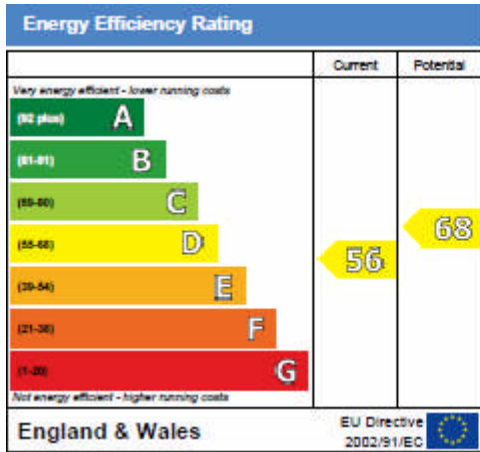 Energy Efficiency Rating
Current Potential
Very energy efficient - lower running costs
(92 plus) A
(81-91) B
(69-80) C
(55-68) D
56
68
(39-54) E
(21-38) F
(1-20) G
Not energy efficient - higher running costs
England & Wales
EU Directive
2002/91/EC